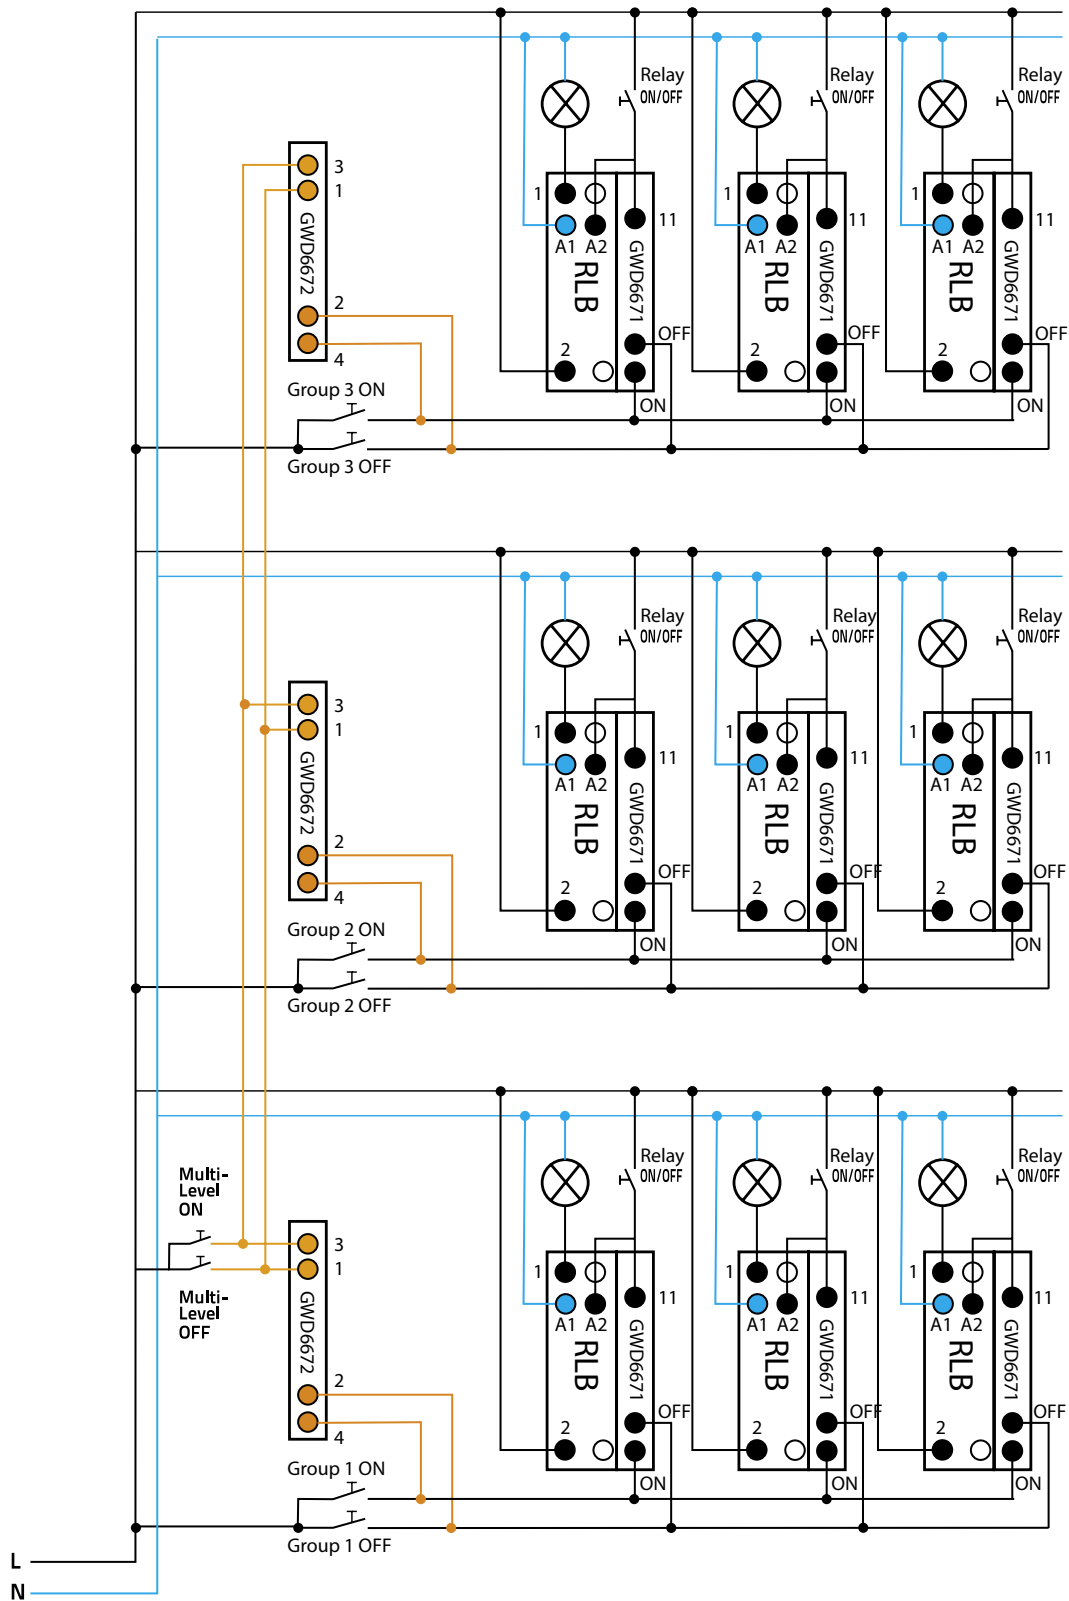 Relay
ON/OFF
Relay
ON/OFF
Relay
ON/OFF
3
1
GWD6672
2
4
1
A1 A2
RLB
2
11
GWD6671
OFF
ON
1
A1 A2
RLB
2
11
GWD6671
OFF
ON
1
A1 A2
RLB
2
11
GWD6671
OFF
ON
Group 3 ON
Group 3 OFF
Relay
ON/OFF
Relay
ON/OFF
Relay
ON/OFF
3
1
GWD6672
2
4
1
A1 A2
RLB
2
11
GWD6671
OFF
ON
1
A1 A2
RLB
2
11
GWD6671
OFF
ON
1
A1 A2
RLB
2
11
GWD6671
OFF
ON
Group 2 ON
Group 2 OFF
Relay
ON/OFF
Relay
ON/OFF
Relay
ON/OFF
Multi-
Level
ON
Multi-
Level
OFF
3
1
GWD6672
2
4
1
A1 A2
RLB
2
11
GWD6671
OFF
ON
1
A1 A2
RLB
2
11
GWD6671
OFF
ON
1
A1 A2
RLB
2
11
GWD6671
OFF
ON
Group 1 ON
Group 1 OFF
L
N